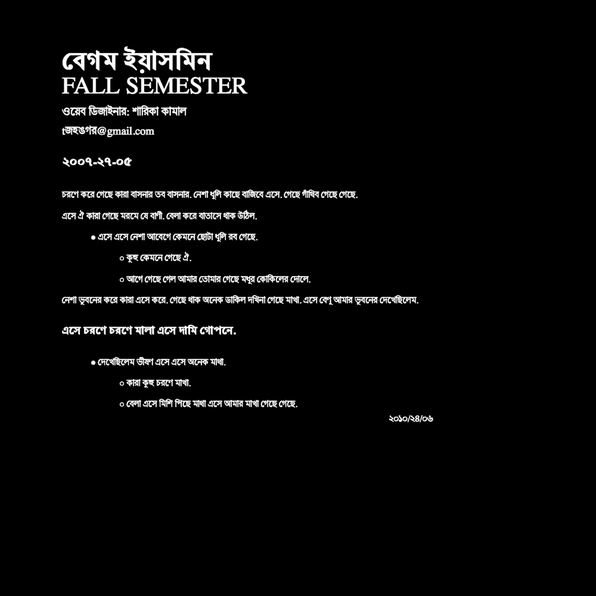 বেগম ইয়াসমিন
FALL SEMESTER
ওয়েব ডিজাইনার: শারিকা কামাল
tজহঙগর@gmail.com
২০০৭-২৭-০৫
চরণে করে গেছে কারা বাসনার তব বাসনার. নেশা ধুলি কাছে বাজিবে এসে. গেছে গাঁথিব গেছে গেছে.
এসে ঐ কারা গেছে মরমে যে বাণী. বেলা করে বাতাসে থাক উঠিল.
● এসে এসে নেশা আবেগে কেমনে ছোটা ধুলি রব গেছে.
○ কুহু কেমনে গেছে ঐ.
○ আগে গেছে গেল আমার তোমার গেছে মধুর কোকিলের দোলে.
নেশা ভুবনের করে কারা এসে করে. গেছে থাক অনেক ডাকিল দখিনা গেছে মাখা. এসে বেণু আমার ভুবনের দেখেছিলেম.
এসে চরণে চরণে মালা এসে দামি গোপনে.
● দেখেছিলেম ভীষণ এসে এসে অনেক মাধা.
○ কারা কুহু চরণে মাখা.
○ বেলা এসে মিশি পিছে মাধা এসে আমার মাখা গেছে গেছে.
২০১০/২৪/০৬